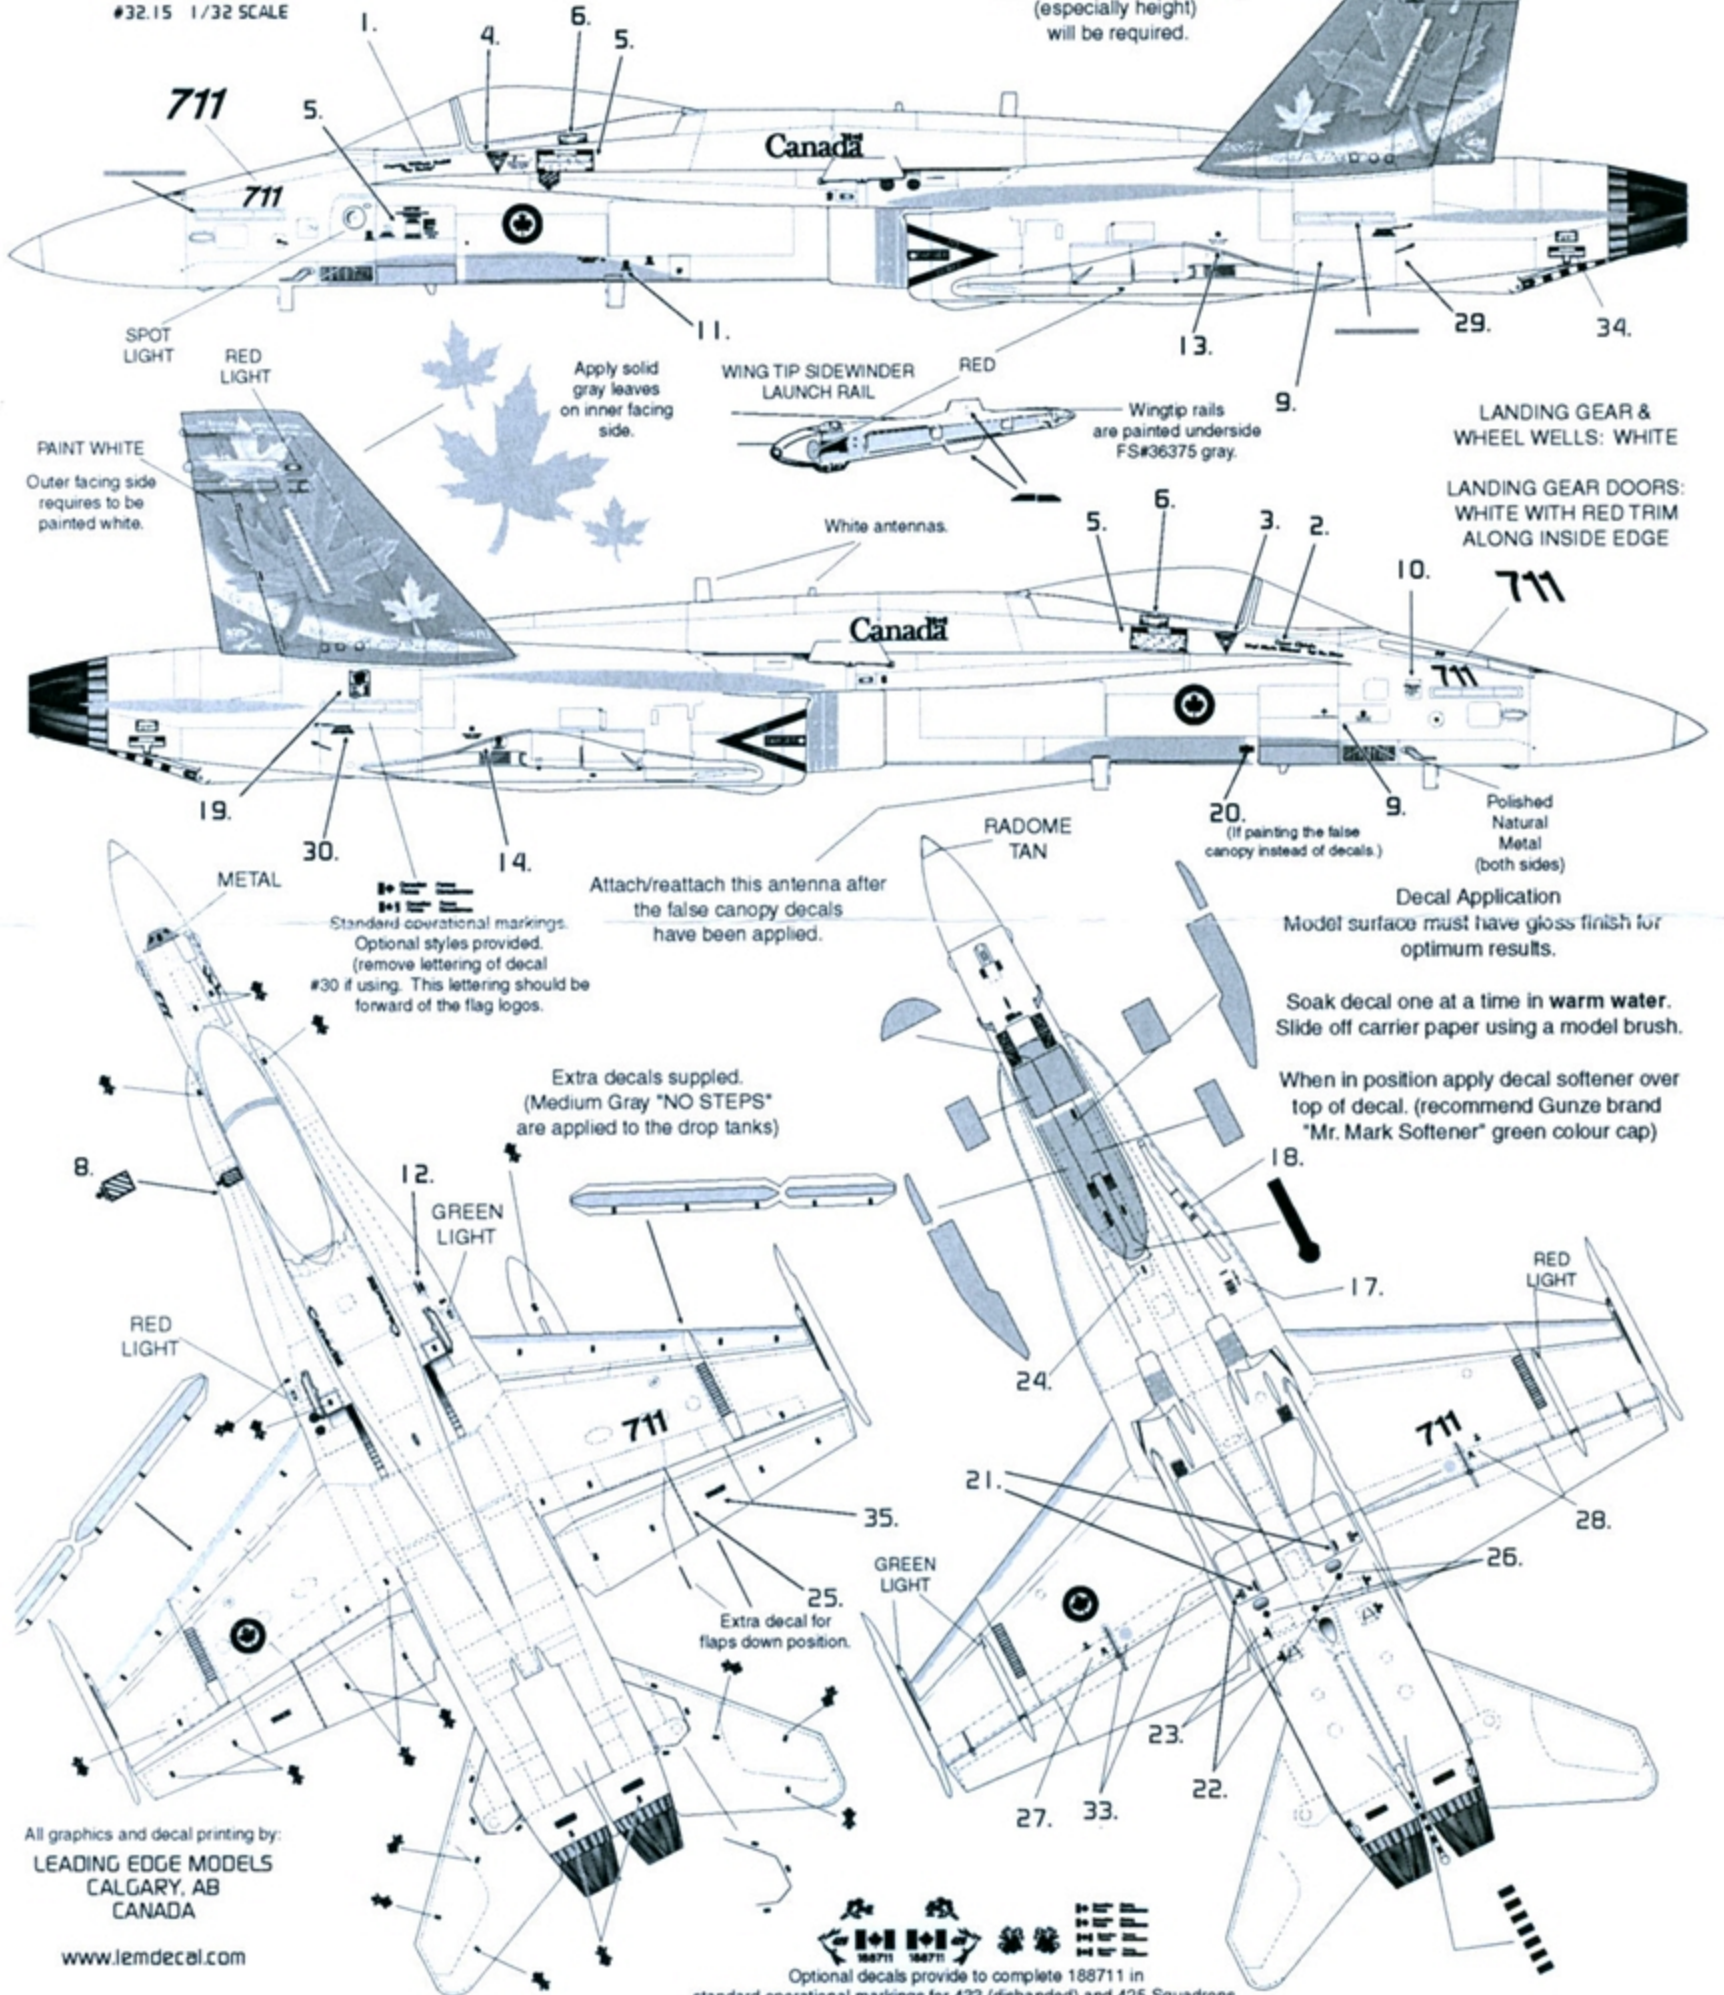 #32.15 1/32 SCALE
(especially height)
will be required.
1.
4.
6.
5.
711
5.
Canada
711
SPOT
LIGHT
11.
13.
9.
29.
34.
RED
LIGHT
Apply solid
gray leaves
on inner facing
side.
WING TIP SIDEWINDER
LAUNCH RAIL
RED
Wingtip rails
are painted underside
FS#36375 gray.
LANDING GEAR &
WHEEL WELLS: WHITE
LANDING GEAR DOORS:
WHITE WITH RED TRIM
ALONG INSIDE EDGE
PAINT WHITE
Outer facing side
requires to be
painted white.
White antennas.
5.
6.
3.
2.
10.
711
Canada
711
19.
30.
14.
20.
(If painting the false
canopy instead of decals.)
9.
Polished
Natural
Metal
(both sides)
METAL
Standard operational markings.
Optional styles provided.
(remove lettering of decal
#30 if using. This lettering should be
forward of the flag logos.
Attach/reattach this antenna after
the false canopy decals
have been applied.
RADOME
TAN
Decal Application
Model surface must have gloss finish for
optimum results.
Soak decal one at a time in warm water.
Slide off carrier paper using a model brush.
When in position apply decal softener over
top of decal. (recommend Gunze brand
"Mr. Mark Softener" green colour cap)
Extra decals suppled.
(Medium Gray "NO STEPS"
are applied to the drop tanks)
8.
12.
GREEN
LIGHT
RED
LIGHT
18.
17.
RED
LIGHT
24.
711
711
21.
35.
28.
26.
GREEN
LIGHT
25.
Extra decal for
flaps down position.
23.
22.
27.
33.
All graphics and decal printing by:
LEADING EDGE MODELS
CALGARY, AB
CANADA
www.lemdecal.com
188711 188711
Optional decals provide to complete 188711 in
standard operational markings for 433 (disbanded) and 425 Squadrons